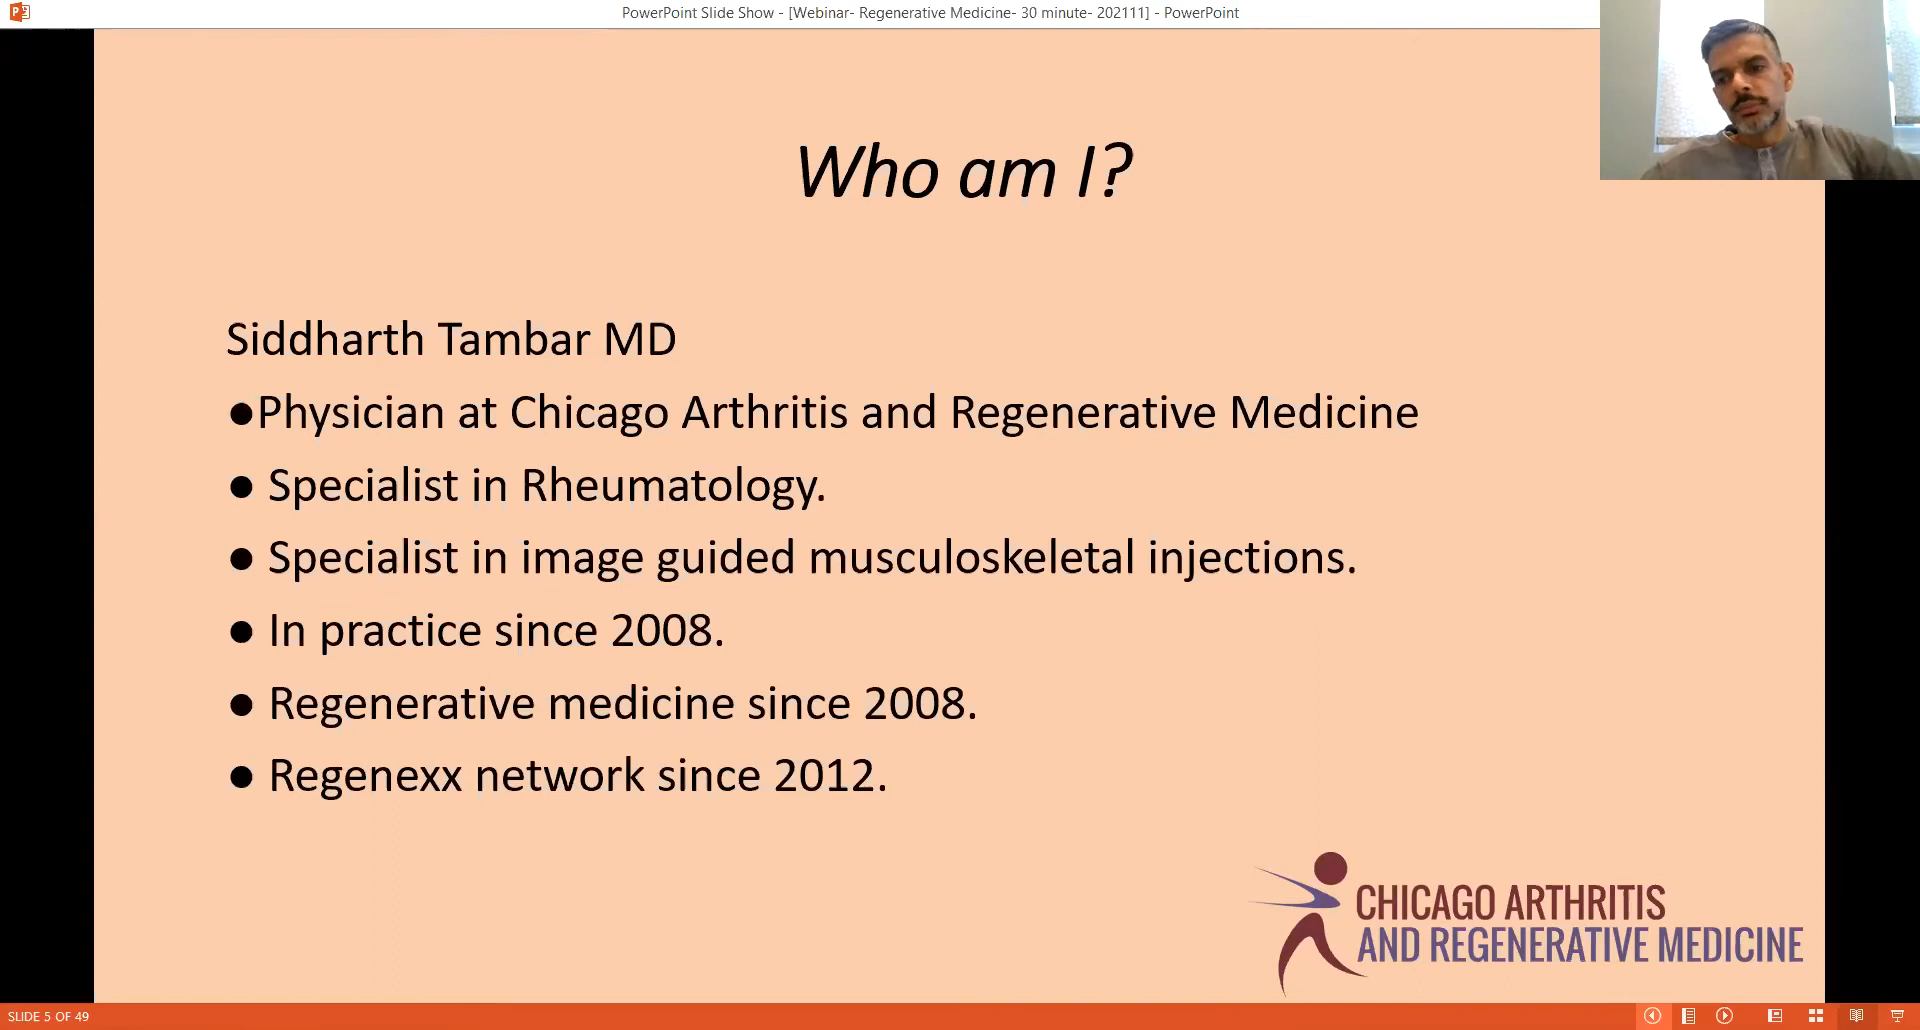 PowerPoint Slide Show - [Webinar- Regenerative Medicine- 30 minute- 202111] - PowerPoint
Who am I?
Siddharth Tambar MD
●Physician at Chicago Arthritis and Regenerative Medicine
● Specialist in Rheumatology.
● Specialist in image guided musculoskeletal injections.
● In practice since 2008.
● Regenerative medicine since 2008.
● Regenexx network since 2012.
CHICAGO ARTHRITIS
AND REGENERATIVE MEDICINE
SLIDE 5 OF 49